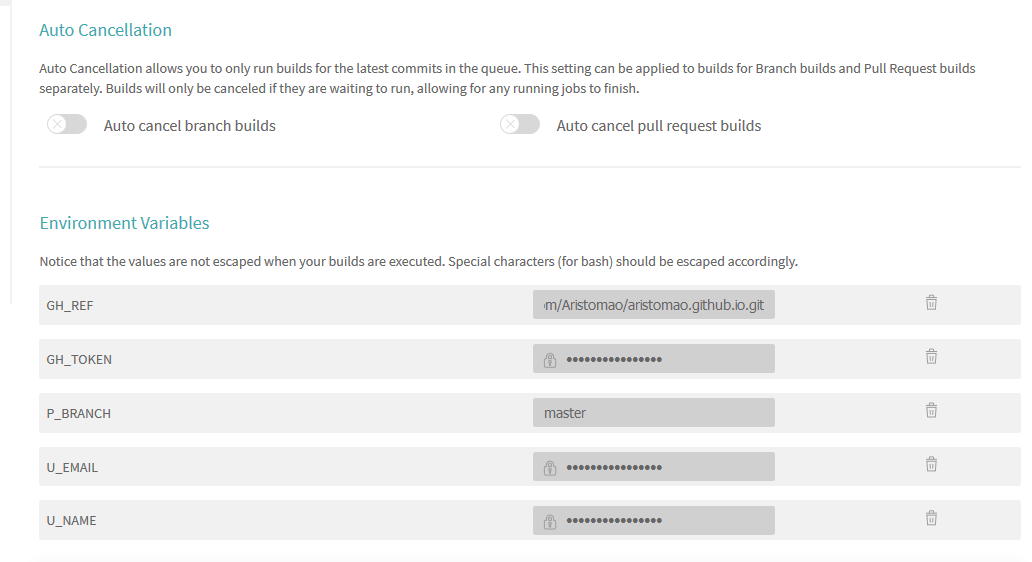 Auto Cancellation
Auto Cancellation allows you to only run builds for the latest commits in the queue. This setting can be applied to builds for Branch builds and Pull Request builds
separately. Builds will only be canceled if they are waiting to run, allowing for any running jobs to finish.
Auto cancel branch builds
Auto cancel pull request builds
Environment Variables
Notice that the values are not escaped when your builds are executed. Special characters (for bash) should be escaped accordingly.
GH_REF
m/Aristomao/aristomao.github.io.git
GH_TOKEN
••••••••••••••••
P_BRANCH
master
U_EMAIL
••••••••••••••••
U_NAME
••••••••••••••••